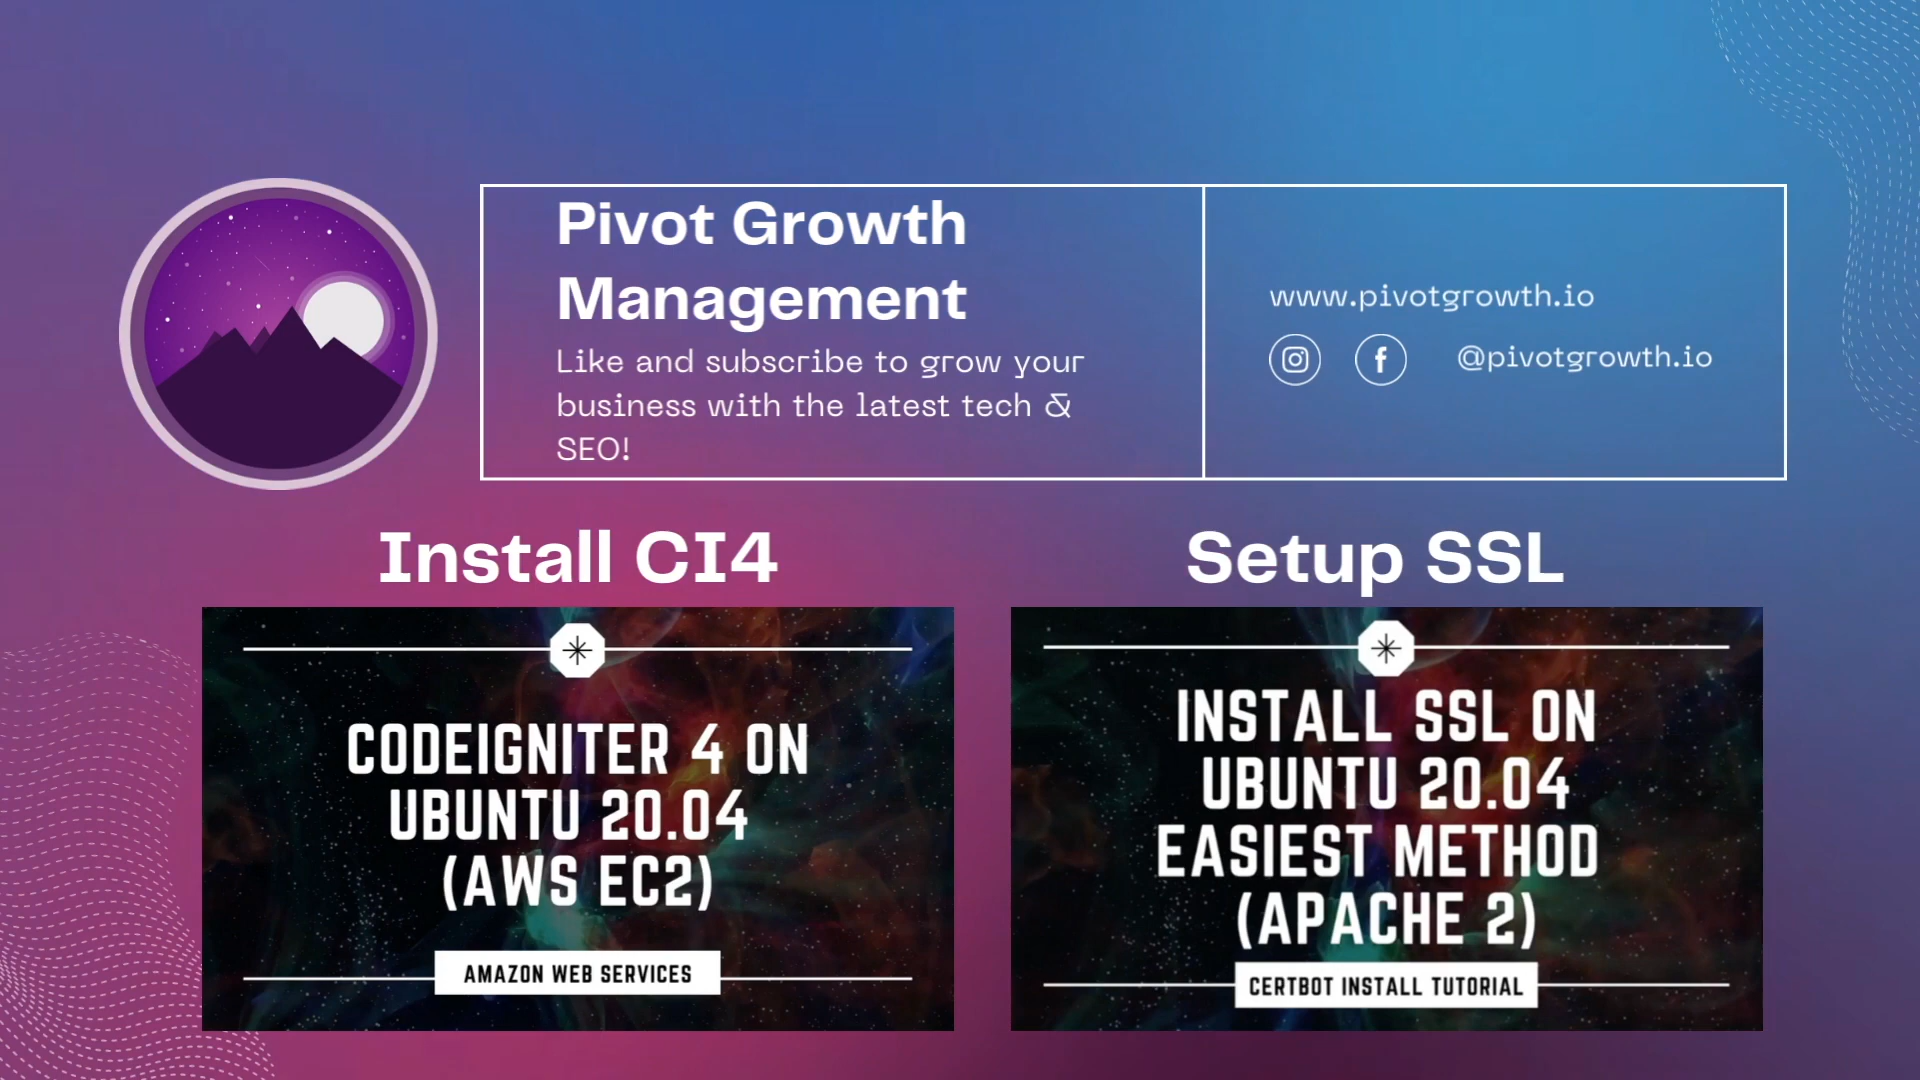 Pivot Growth
Management
Like and subscribe to grow your
business with the latest tech &
SEO!
www.pivotgrowth.io
@pivotgrowth.io
Install CI4
CODEIGNITER 4 ON
UBUNTU 20.04
(AWS EC2)
AMAZON WEB SERVICES
Setup SSL
INSTALL SSL ON
UBUNTU 20.04
EASIEST METHOD
(APACHE 2)
CERTBOT INSTALL TUTORIAL